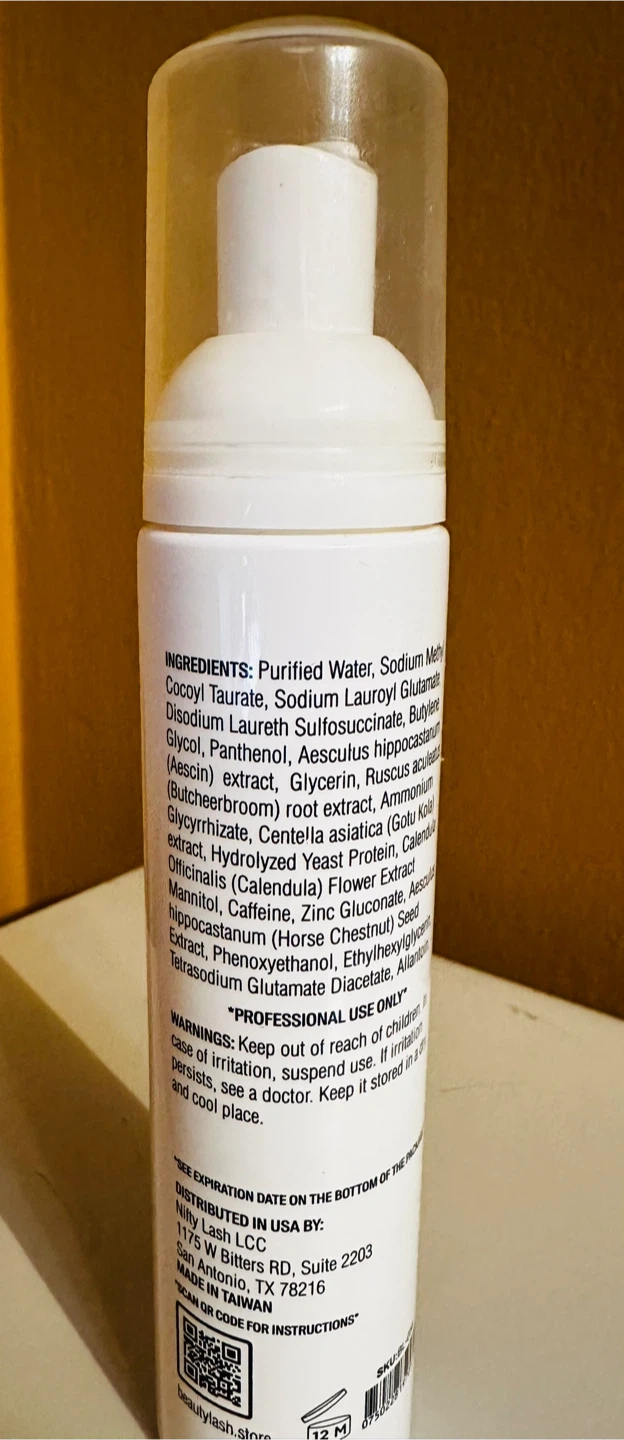 INGREDIENTS: Purified Water, Sodium Methyl
Cocoyl Taurate, Sodium Lauroyl Glutamate
Disodium Laureth Sulfosuccinate, Butylene
Glycol, Panthenol, Aesculus hippocastanum
(Aescin) extract, Glycerin, Ruscus aculeatus
(Butcheerbroom) root extract, Ammonium
Glycyrrhizate, Centella asiatica (Gotu Kola)
extract, Hydrolyzed Yeast Protein, Calendula
Officinalis (Calendula) Flower Extract
Mannitol, Caffeine, Zinc Gluconate, Aesculus
hippocastanum (Horse Chestnut) Seed
Extract, Phenoxyethanol, Ethylhexylglycerin,
Tetrasodium Glutamate Diacetate, Allantoin
*PROFESSIONAL USE ONLY*
WARNINGS: Keep out of reach of children, In
case of irritation, suspend use. If irritation
persists, see a doctor. Keep it stored in a dry
and cool place.
*SEE EXPIRATION DATE ON THE BOTTOM OF THE
DISTRIBUTED IN USA BY:
Nifty Lash LCC
1175 W Bitters RD, Suite 2203
San Antonio, TX 78216
MADE IN TAIWAN
*SCAN QR CODE FOR INSTRUCTIONS*
beautylash.store
12 M